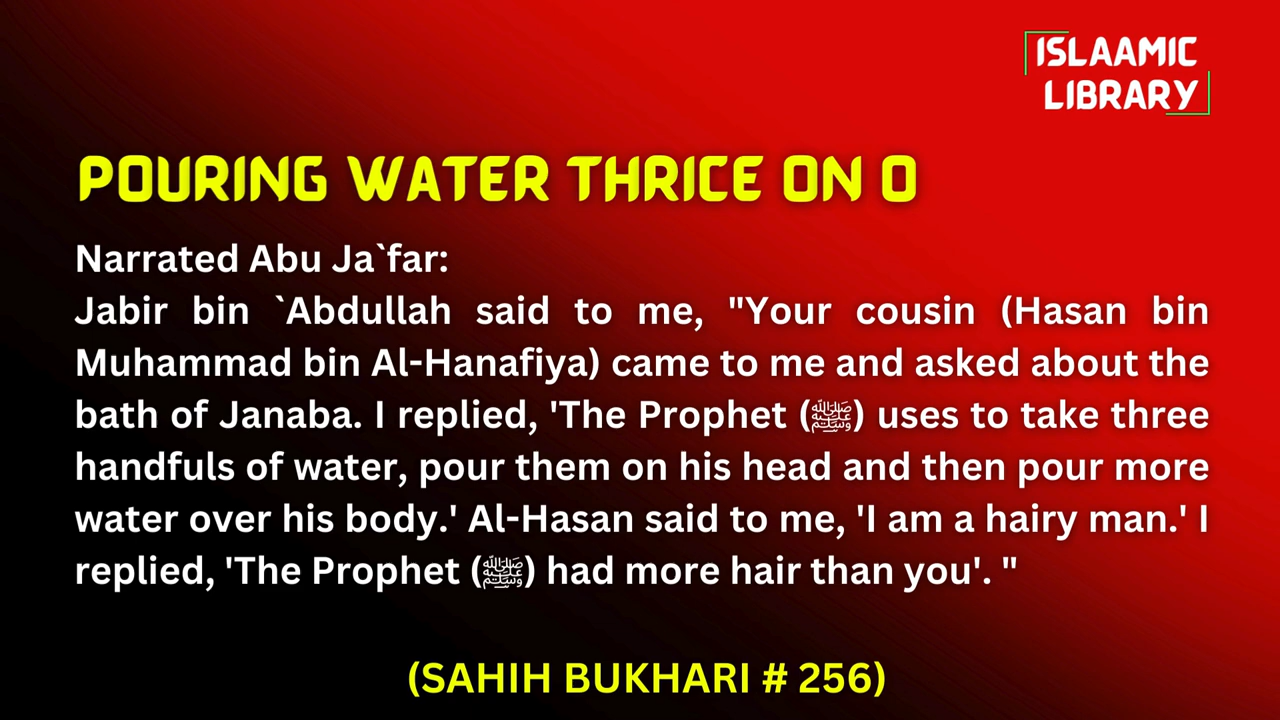 ISLAAMIC
LIBRARY
POURING WATER THRICE ON O
Narrated Abu Ja`far:
Jabir bin `Abdullah said to me, "Your cousin (Hasan bin
Muhammad bin Al-Hanafiya) came to me and asked about the
bath of Janaba. I replied, 'The Prophet (ﷺ) uses to take three
handfuls of water, pour them on his head and then pour more
water over his body.' Al-Hasan said to me, 'I am a hairy man.' I
replied, 'The Prophet (ﷺ) had more hair than you'. "
(SAHIH BUKHARI # 256)